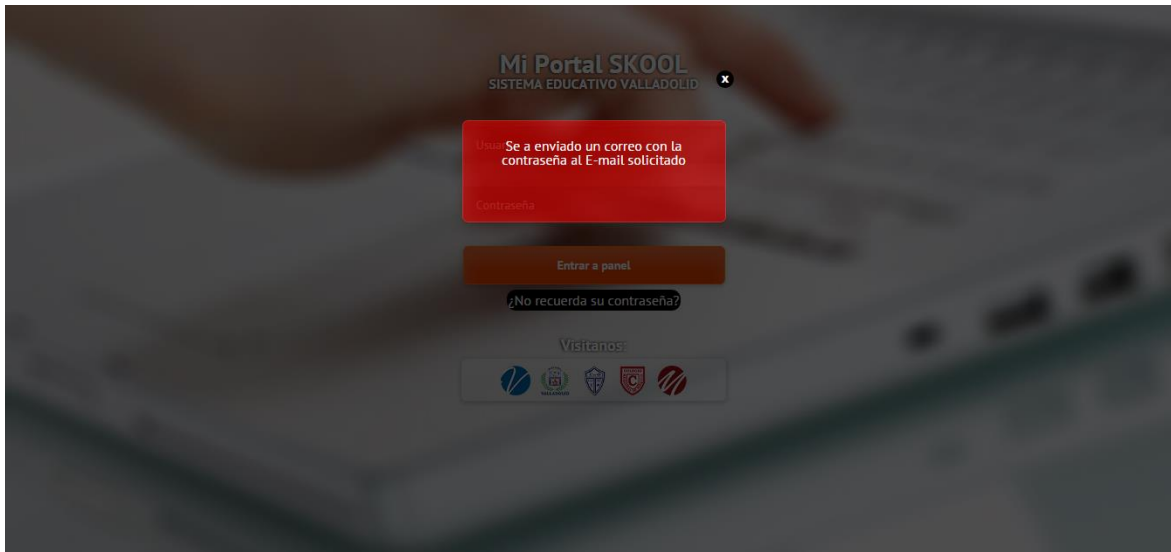 Mi Portal SKOOL
SISTEMA EDUCATIVO VALLADOLID
x
Se a enviado un correo con la
contraseña al E-mail solicitado
Contraseña
Entrar a panel
¿No recuerda su contraseña?
Visitanos:
VALLADOLID